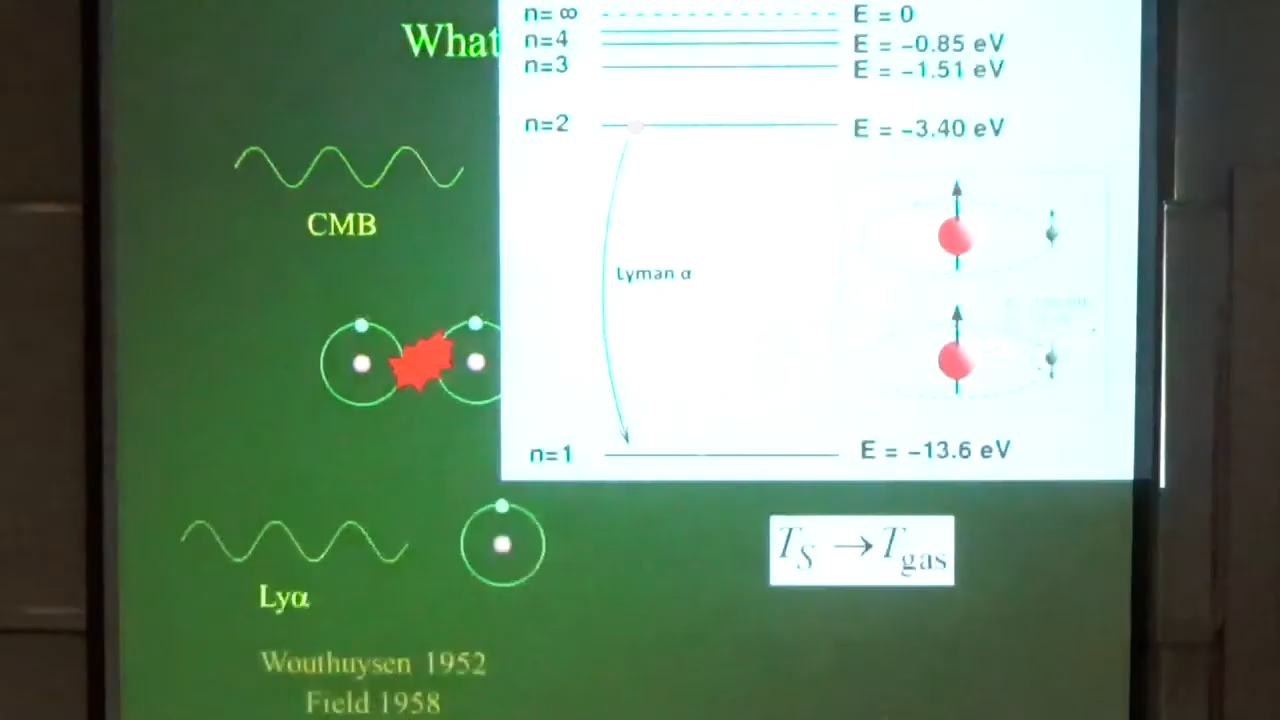 What
n= ∞ E = 0
n=4 E = −0.85 eV
n=3 E = −1.51 eV
n=2 E = −3.40 eV
CMB
Lyman α
n=1 E = −13.6 eV
T_S → T_gas
Lyα
Wouthuysen 1952
Field 1958